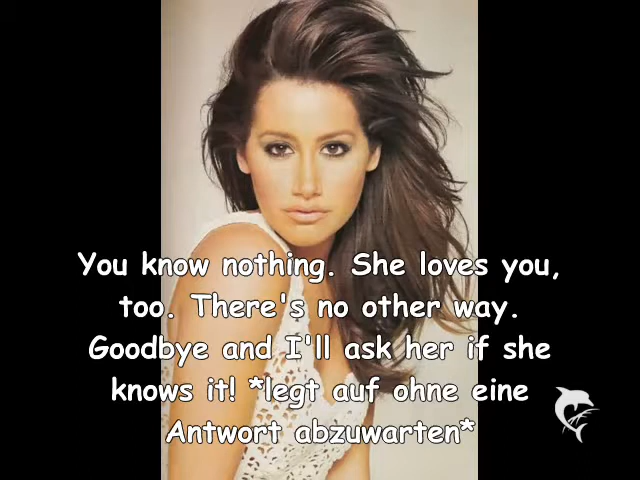 You know nothing. She loves you,
too. There's no other way.
Goodbye and I'll ask her if she
knows it! *legt auf ohne eine
Antwort abzuwarten*